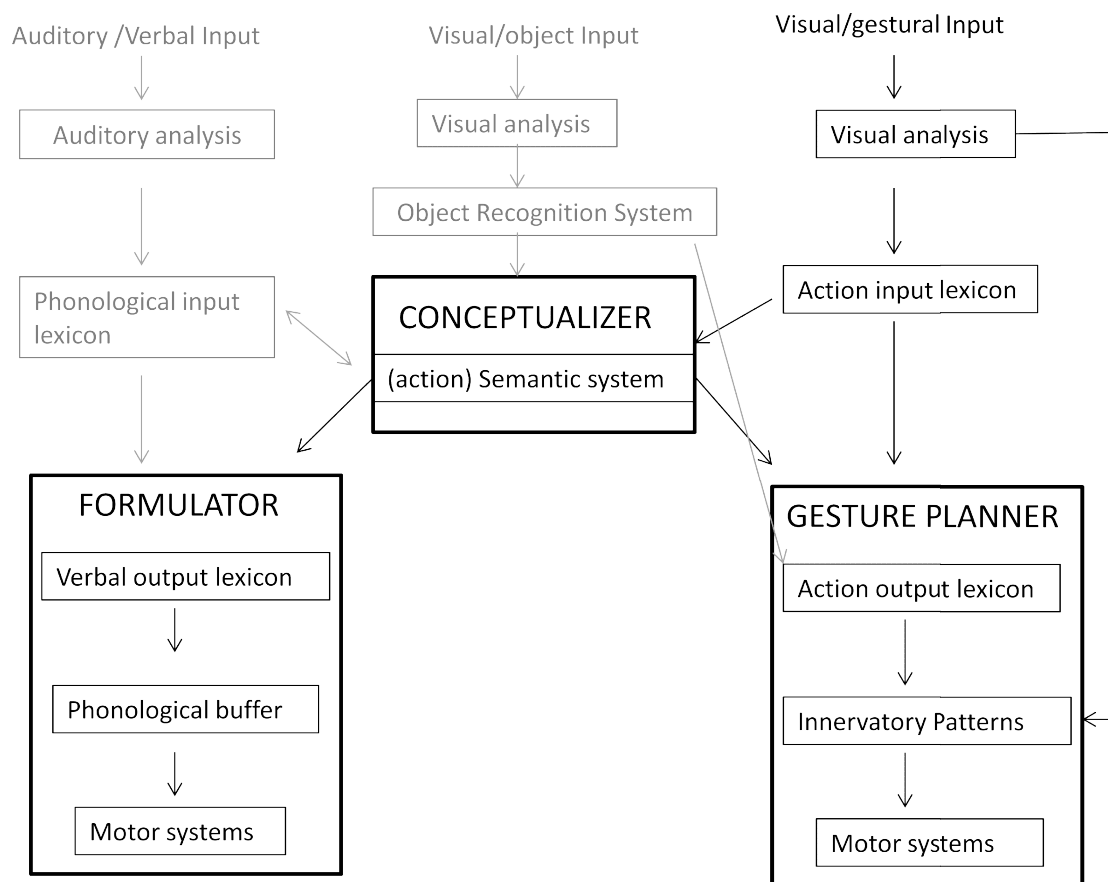 Auditory /Verbal Input
Visual/object Input
Visual/gestural Input
Auditory analysis
Visual analysis
Visual analysis
Object Recognition System
Phonological input
lexicon
CONCEPTUALIZER
(action) Semantic system
Action input lexicon
FORMULATOR
Verbal output lexicon
Phonological buffer
Motor systems
GESTURE PLANNER
Action output lexicon
Innervatory Patterns
Motor systems